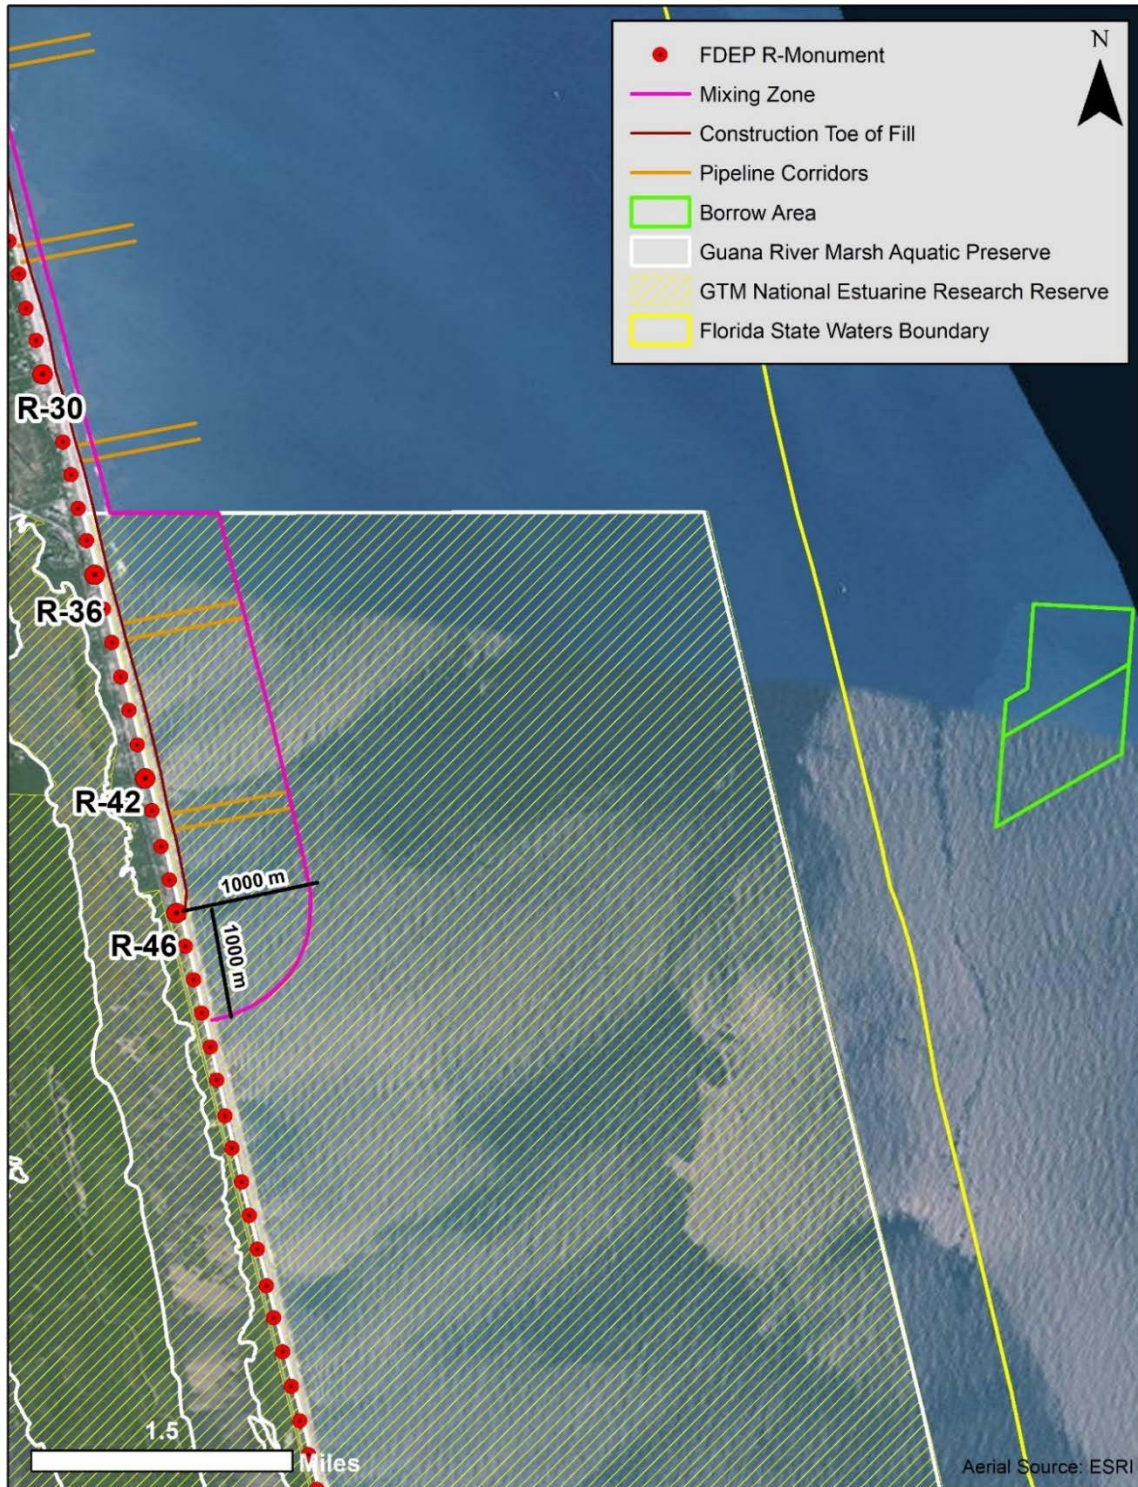 N
FDEP R-Monument
Mixing Zone
Construction Toe of Fill
Pipeline Corridors
Borrow Area
Guana River Marsh Aquatic Preserve
GTM National Estuarine Research Reserve
Florida State Waters Boundary
R-30
R-36
R-42
1000 m
R-46
1000 m
1.5
Miles
Aerial Source: ESRI